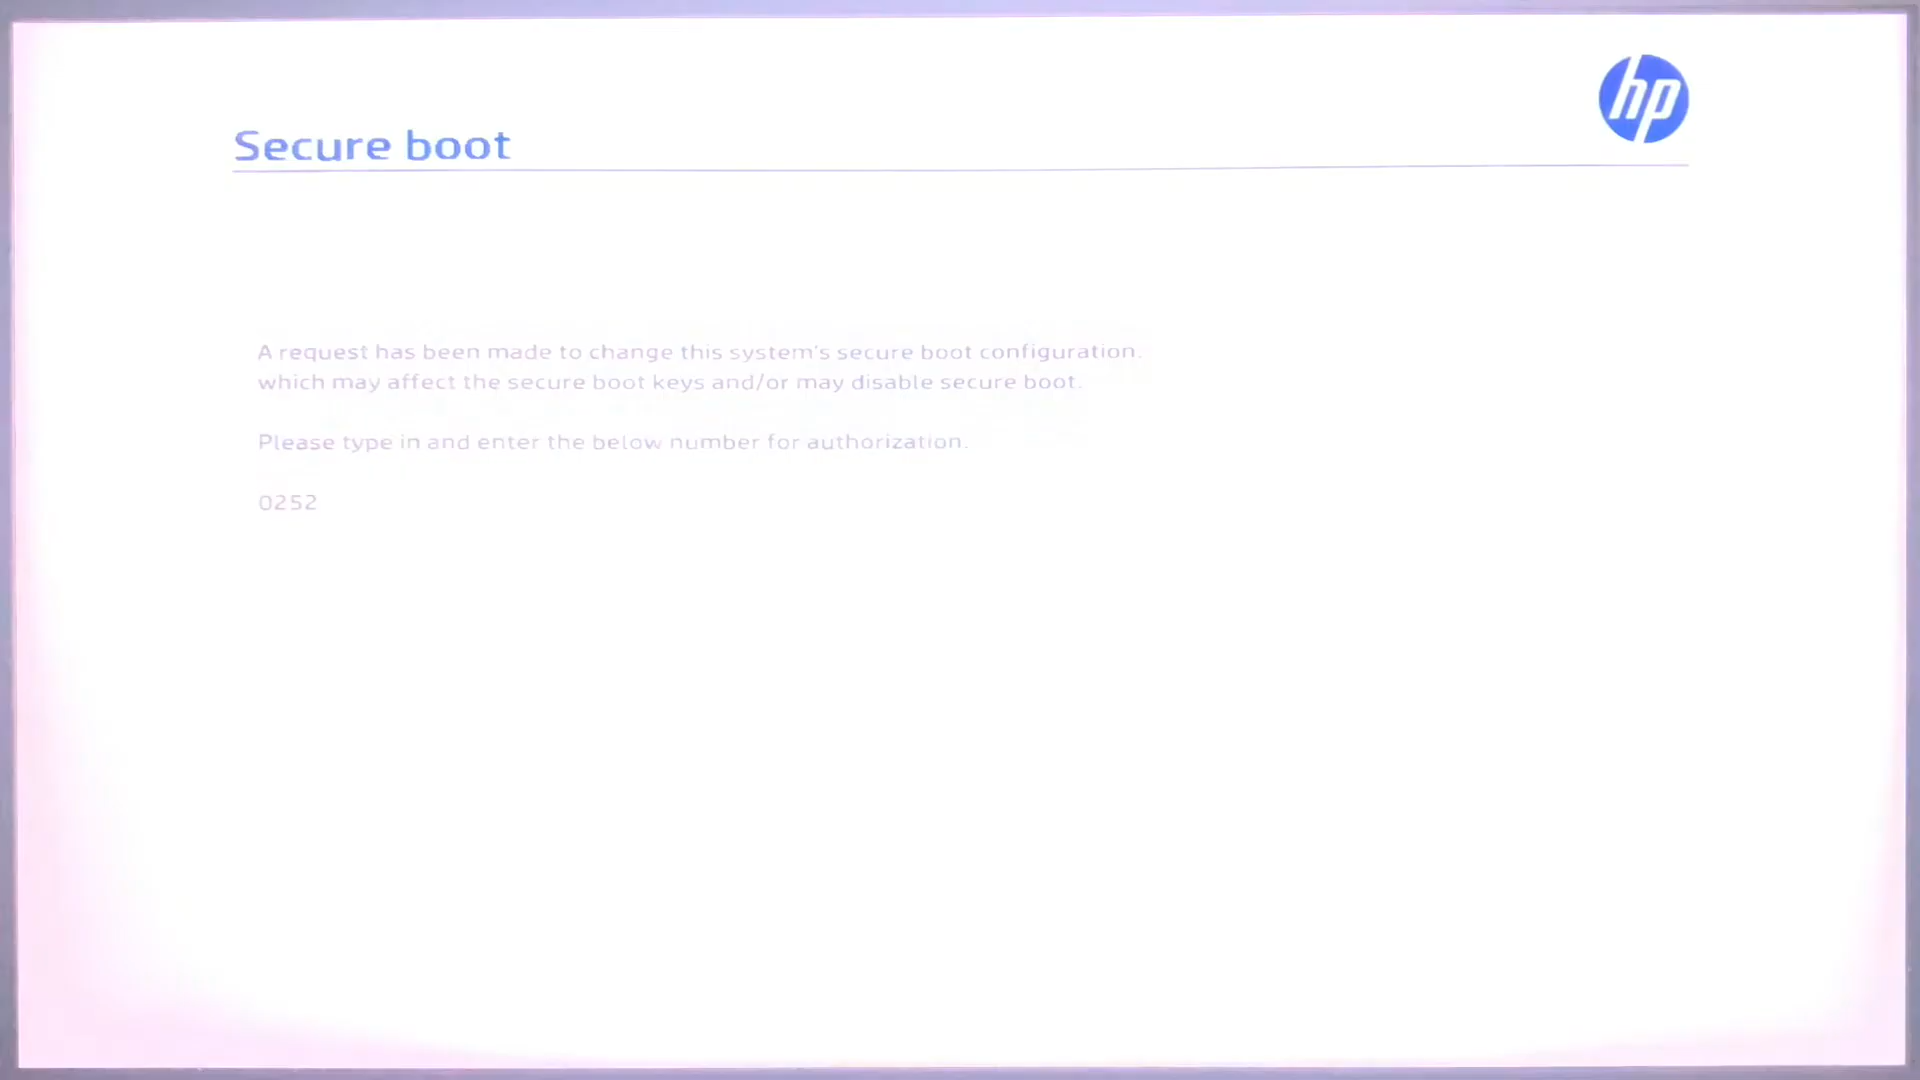 hp
Secure boot
A request has been made to change this system's secure boot configuration.
which may affect the secure boot keys and/or may disable secure boot.
Please type in and enter the below number for authorization.
0252